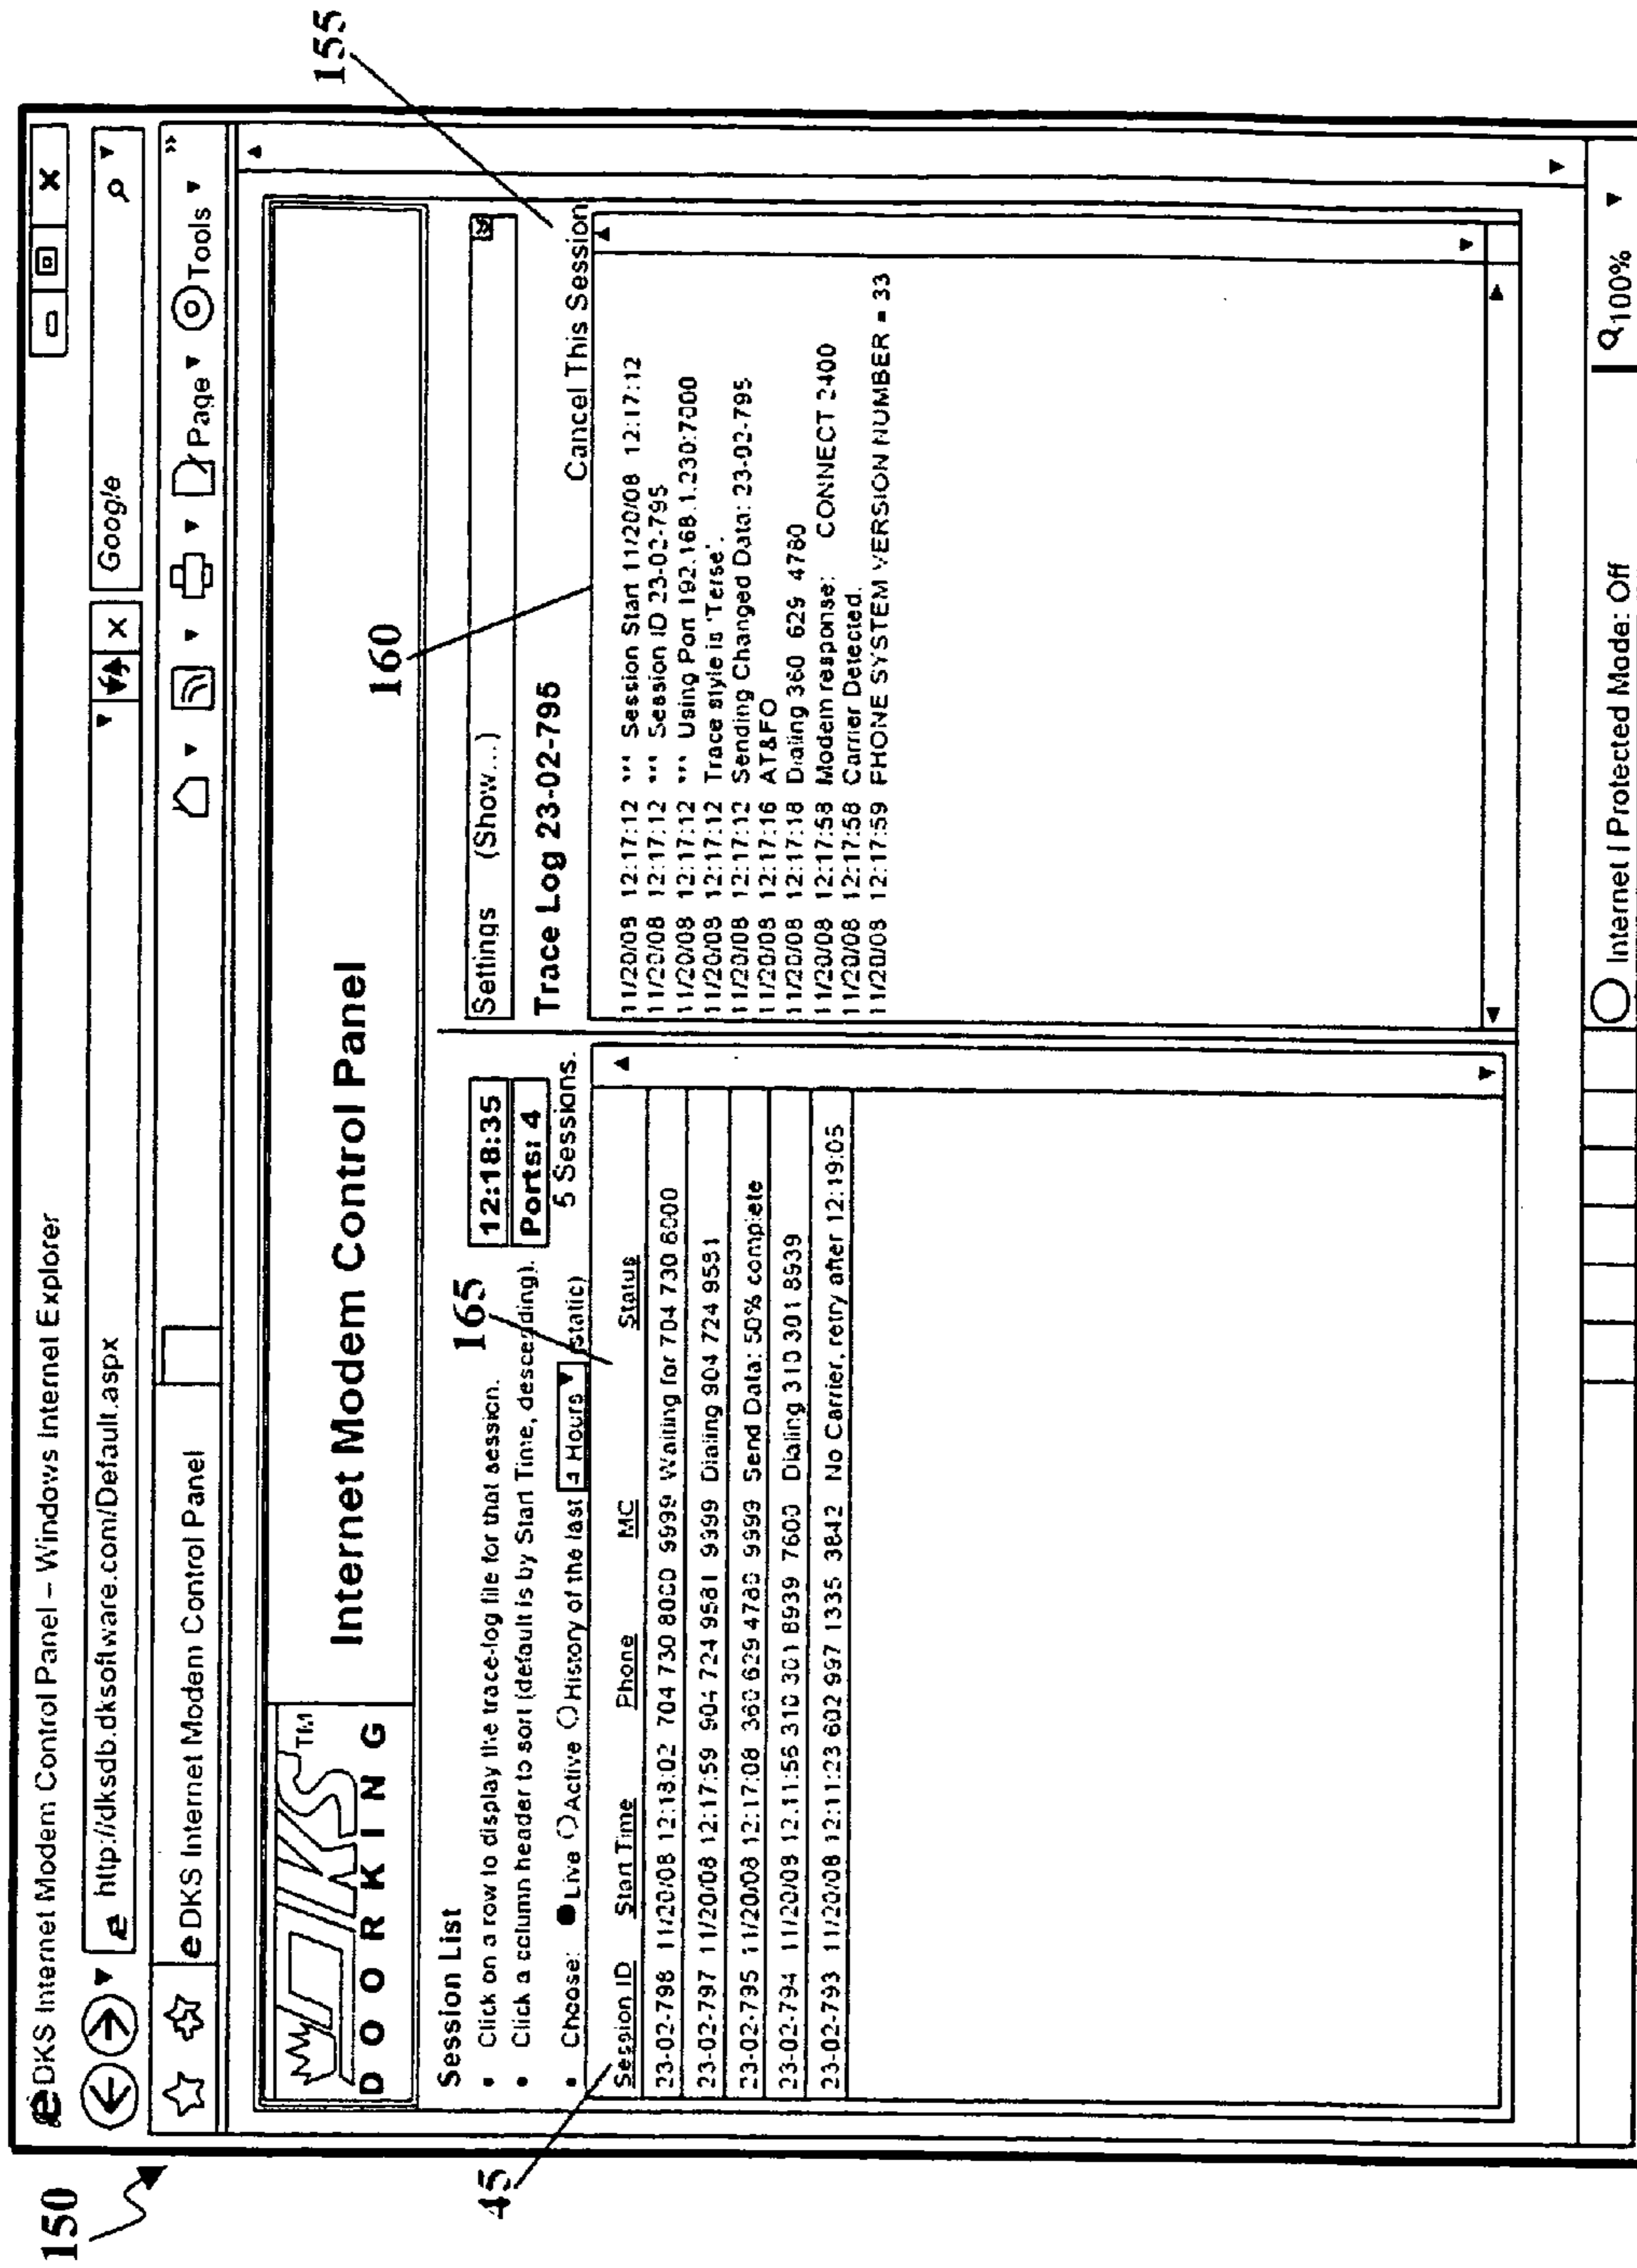 150
DKS Internet Modem Control Panel – Windows Internet Explorer
http://dksdb.dksoftware.com/Default.aspx
Google
DKS Internet Modem Control Panel
Page
Tools
155
DKS™
DOORKING
Internet Modem Control Panel
160
Session List
• Click on a row to display the trace-log file for that session.
• Click a column header to sort (default is by Start Time, descending).
• Choose: Live Active History of the last Hours (static)
165
12:18:35
Ports: 4
5 Sessions.
45
Session ID Start Time Phone MC Status
23-02-798 11/20/08 12:18:02 704 730 8000 9999 Waiting for 704 730 8000
23-02-797 11/20/08 12:17:59 904 724 9581 9999 Dialing 904 724 9581
23-02-795 11/20/08 12:17:08 360 629 4780 9999 Send Data: 50% complete
23-02-794 11/20/09 12.11:56 310 301 8939 7600 Dialing 310 301 8939
23-02-793 11/20/08 12:11:23 602 997 1335 3842 No Carrier, retry after 12:19:05
Settings (Show...)
Trace Log 23-02-795
Cancel This Session
11/20/08 12:17:12 *** Session Start 11/20/08 12:17:12
11/20/08 12:17:12 *** Session ID 23-02-795
11/20/08 12:17:12 *** Using Port 192.168.1.230:7000
11/20/08 12:17:12 Trace style is 'Terse'.
11/20/08 12:17:12 Sending Changed Data: 23-02-795
11/20/08 12:17:16 AT&FO
11/20/08 12:17:18 Dialing 360 629 4780
11/20/08 12:17:58 Modem response: CONNECT 2400
11/20/08 12:17:58 Carrier Detected.
11/20/08 12:17:59 PHONE SYSTEM VERSION NUMBER = 33
Internet | Protected Mode: Off
100%